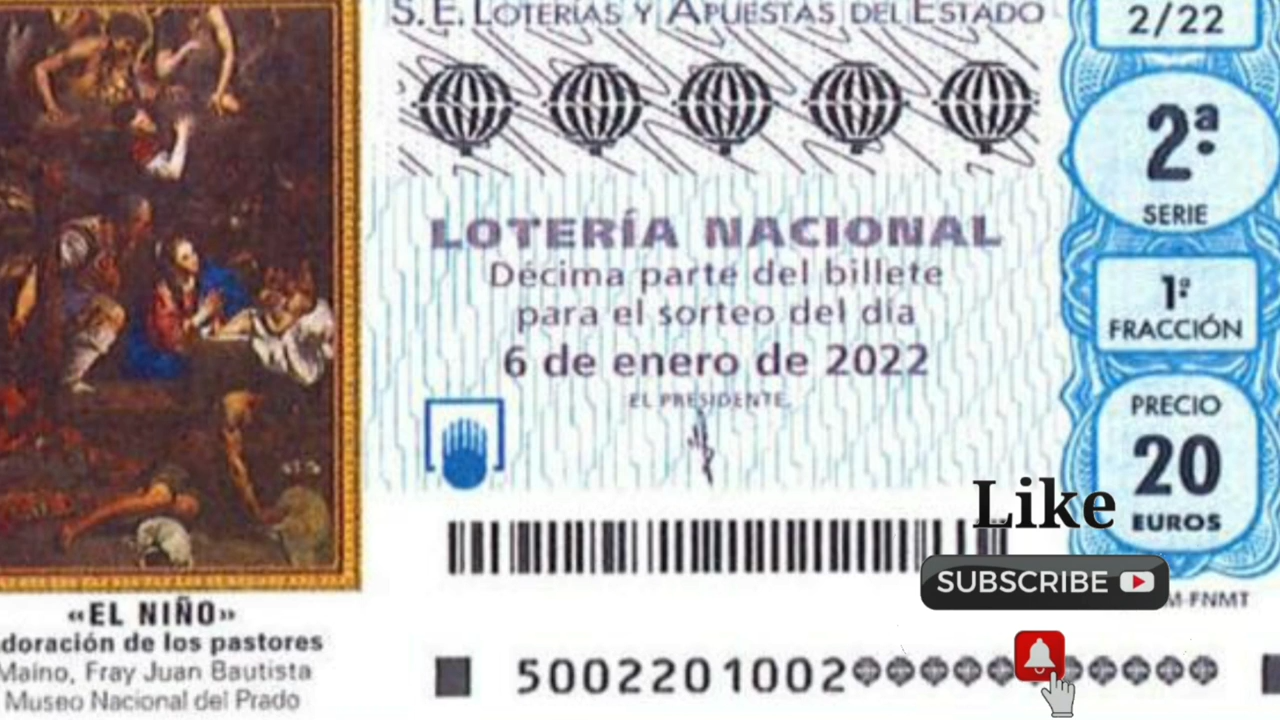 S.E. LOTERÍAS Y APUESTAS DEL ESTADO
2/22
2ª
SERIE
1ª
FRACCIÓN
LOTERÍA NACIONAL
Décima parte del billete
para el sorteo del día
6 de enero de 2022
EL PRESIDENTE,
PRECIO
20
EUROS
Like
SUBSCRIBE
M-FNMT
«EL NIÑO»
doración de los pastores
Maíno, Fray Juan Bautista
Museo Nacional del Prado
5002201002